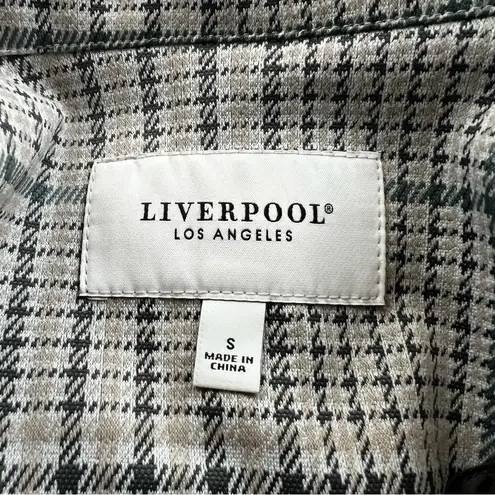 LIVERPOOL®
LOS ANGELES
S
MADE IN
CHINA